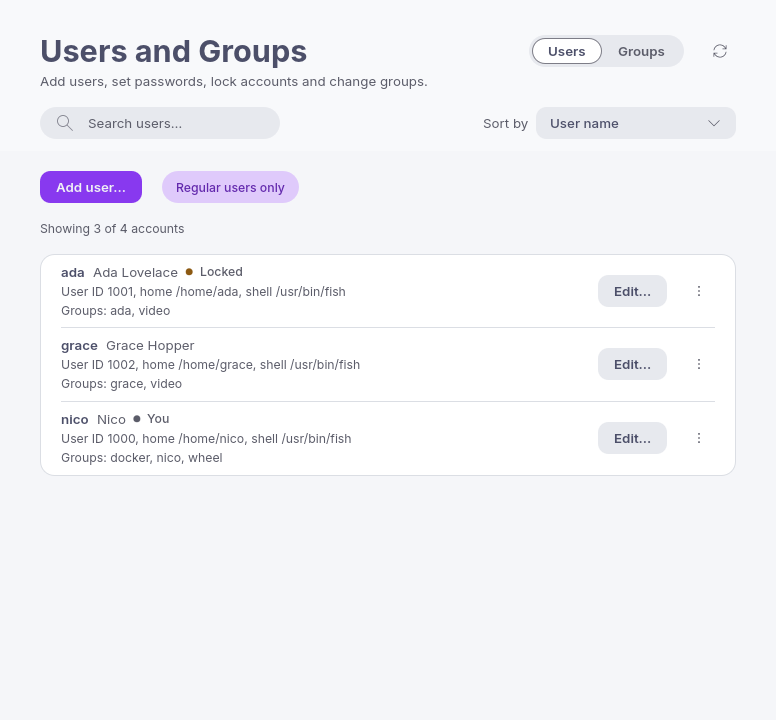 Users and Groups
Users
Groups
Add users, set passwords, lock accounts and change groups.
Search users...
Sort by
User name
Add user...
Regular users only
Showing 3 of 4 accounts
ada Ada Lovelace Locked
User ID 1001, home /home/ada, shell /usr/bin/fish
Groups: ada, video
Edit...
grace Grace Hopper
User ID 1002, home /home/grace, shell /usr/bin/fish
Groups: grace, video
Edit...
nico Nico You
User ID 1000, home /home/nico, shell /usr/bin/fish
Groups: docker, nico, wheel
Edit...